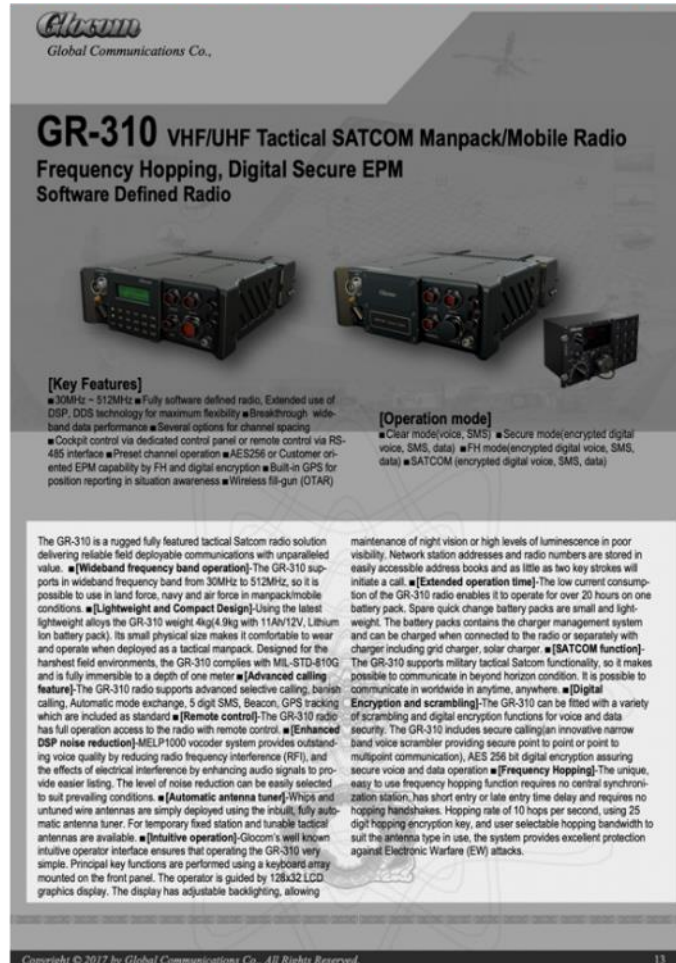 Glocom
Global Communications Co.,
GR-310 VHF/UHF Tactical SATCOM Manpack/Mobile Radio
Frequency Hopping, Digital Secure EPM
Software Defined Radio
[Key Features]
■30MHz ~ 512MHz ■Fully software defined radio, Extended use of
DSP, DDS technology for maximum flexibility ■Breakthrough wide-
band data performance ■Several options for channel spacing
■Cockpit control via dedicated control panel or remote control via RS-
485 interface ■Preset channel operation ■AES256 or Customer ori-
ented EPM capability by FH and digital encryption ■Built-in GPS for
position reporting in situation awareness ■Wireless fill-gun (OTAR)
[Operation mode]
■Clear mode(voice, SMS) ■Secure mode(encrypted digital
voice, SMS, data) ■FH mode(encrypted digital voice, SMS,
data) ■SATCOM (encrypted digital voice, SMS, data)
The GR-310 is a rugged fully featured tactical Satcom radio solution
delivering reliable field deployable communications with unparalleled
value. ■[Wideband frequency band operation]-The GR-310 sup-
ports in wideband frequency band from 30MHz to 512MHz, so it is
possible to use in land force, navy and air force in manpack/mobile
conditions. ■[Lightweight and Compact Design]-Using the latest
lightweight alloys the GR-310 weight 4kg(4.9kg with 11Ah/12V, Lithium
Ion battery pack). Its small physical size makes it comfortable to wear
and operate when deployed as a tactical manpack. Designed for the
harshest field environments, the GR-310 complies with MIL-STD-810G
and is fully immersible to a depth of one meter ■[Advanced calling
feature]-The GR-310 radio supports advanced selective calling, banish
calling, Automatic mode exchange, 5 digit SMS, Beacon, GPS tracking
which are included as standard ■[Remote control]-The GR-310 radio
has full operation access to the radio with remote control. ■[Enhanced
DSP noise reduction]-MELP1000 vocoder system provides outstand-
ing voice quality by reducing radio frequency interference (RFI), and
the effects of electrical interference by enhancing audio signals to pro-
vide easier listing. The level of noise reduction can be easily selected
to suit prevailing conditions. ■[Automatic antenna tuner]-Whips and
untuned wire antennas are simply deployed using the inbuilt, fully auto-
matic antenna tuner. For temporary fixed station and tunable tactical
antennas are available. ■[Intuitive operation]-Glocom's well known
intuitive operator interface ensures that operating the GR-310 very
simple. Principal key functions are performed using a keyboard array
mounted on the front panel. The operator is guided by 128x32 LCD
graphics display. The display has adjustable backlighting, allowing
maintenance of night vision or high levels of luminescence in poor
visibility. Network station addresses and radio numbers are stored in
easily accessible address books and as little as two key strokes will
initiate a call. ■[Extended operation time]-The low current consump-
tion of the GR-310 radio enables it to operate for over 20 hours on one
battery pack. Spare quick change battery packs are small and light-
weight. The battery packs contains the charger management system
and can be charged when connected to the radio or separately with
charger including grid charger, solar charger. ■[SATCOM function]-
The GR-310 supports military tactical Satcom functionality, so it makes
possible to communicate in beyond horizon condition. It is possible to
communicate in worldwide in anytime, anywhere. ■[Digital
Encryption and scrambling]-The GR-310 can be fitted with a variety
of scrambling and digital encryption functions for voice and data
security. The GR-310 includes secure calling(an innovative narrow
band voice scrambler providing secure point to point or point to
multipoint communication), AES 256 bit digital encryption assuring
secure voice and data operation ■[Frequency Hopping]-The unique,
easy to use frequency hopping function requires no central synchroni-
zation station, has short entry or late entry time delay and requires no
hopping handshakes. Hopping rate of 10 hops per second, using 25
digit hopping encryption key, and user selectable hopping bandwidth to
suit the antenna type in use, the system provides excellent protection
against Electronic Warfare (EW) attacks.
Copyright © 2017 by Global Communications Co., All Rights Reserved.
13